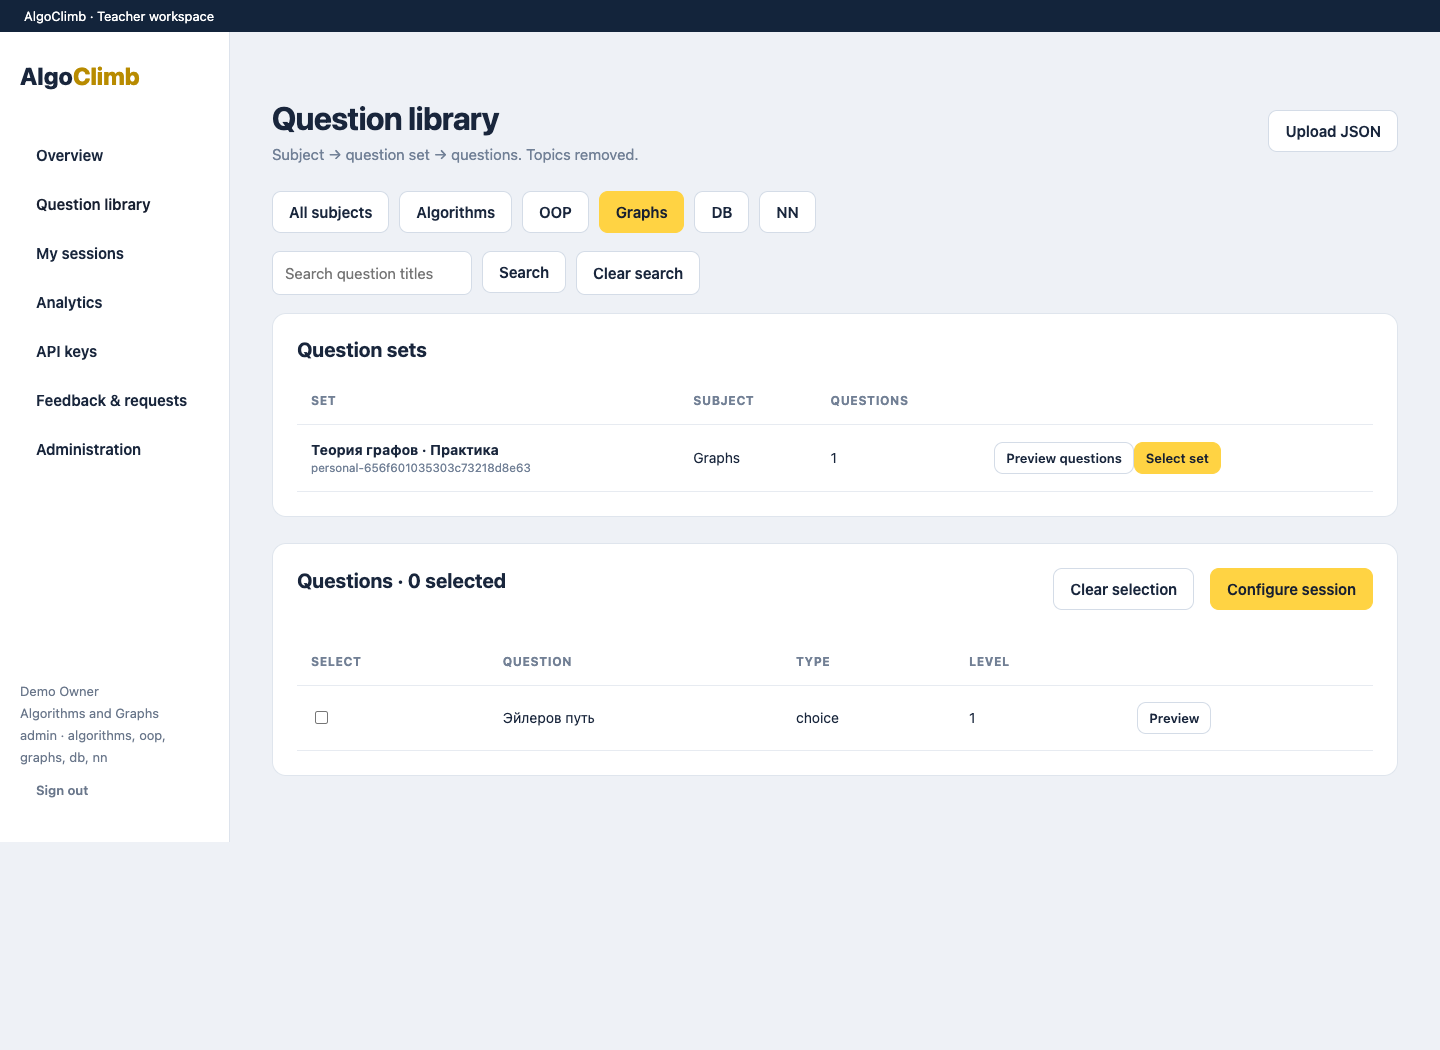 AlgoClimb · Teacher workspace
AlgoClimb
Overview
Question library
My sessions
Analytics
API keys
Feedback & requests
Administration
Demo Owner
Algorithms and Graphs
admin · algorithms, oop,
graphs, db, nn
Sign out
Question library
Subject → question set → questions. Topics removed.
Upload JSON
All subjects Algorithms OOP Graphs DB NN
Search question titles Search Clear search
Question sets
SET SUBJECT QUESTIONS
Теория графов · Практика
personal-656f601035303c73218d8e63
Graphs 1 Preview questions Select set
Questions · 0 selected
Clear selection Configure session
SELECT QUESTION TYPE LEVEL
Эйлеров путь choice 1 Preview